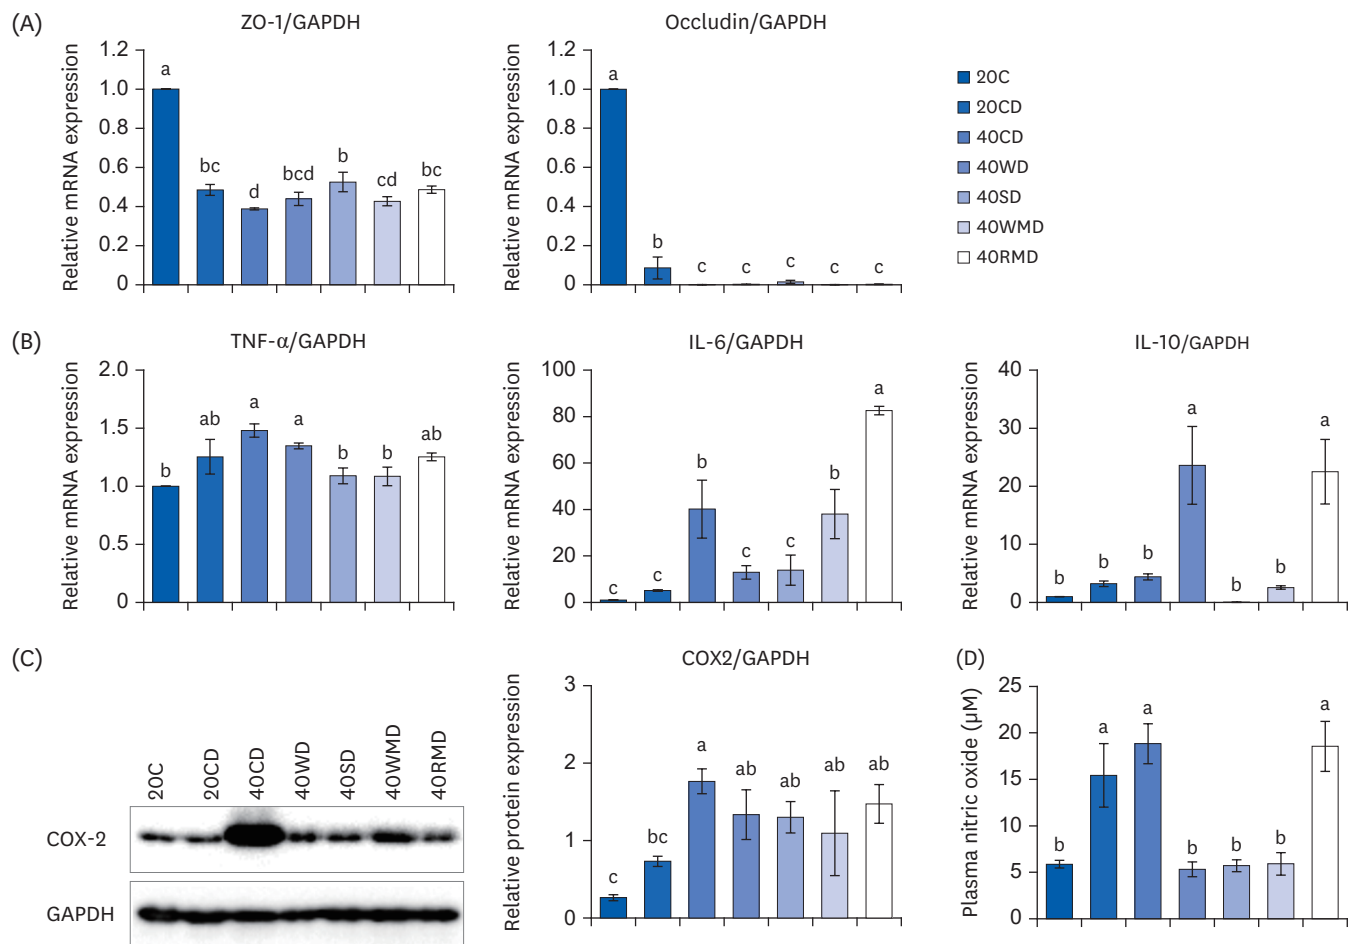 (A)
ZO-1/GAPDH
Relative mRNA expression
1.2
1.0
0.8
0.6
0.4
0.2
0
a
bc
d
bcd
b
cd
bc
Occludin/GAPDH
Relative mRNA expression
1.2
1.0
0.8
0.6
0.4
0.2
0
a
b
c
c
c
c
c
20C
20CD
40CD
40WD
40SD
40WMD
40RMD
(B)
TNF-α/GAPDH
Relative mRNA expression
2.0
1.5
1.0
0.5
0
b
ab
a
a
b
b
ab
IL-6/GAPDH
Relative mRNA expression
100
80
60
40
20
0
c
c
b
c
c
b
a
IL-10/GAPDH
Relative mRNA expression
40
30
20
10
0
b
b
b
a
b
b
a
(C)
20C
20CD
40CD
40WD
40SD
40WMD
40RMD
COX-2
GAPDH
COX2/GAPDH
Relative protein expression
3
2
1
0
c
bc
a
ab
ab
ab
ab
(D)
Plasma nitric oxide (µM)
25
20
15
10
5
0
b
a
a
b
b
b
a